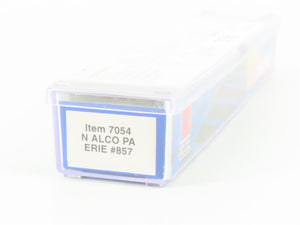 Item 7054
N ALCO PA
ERIE #857